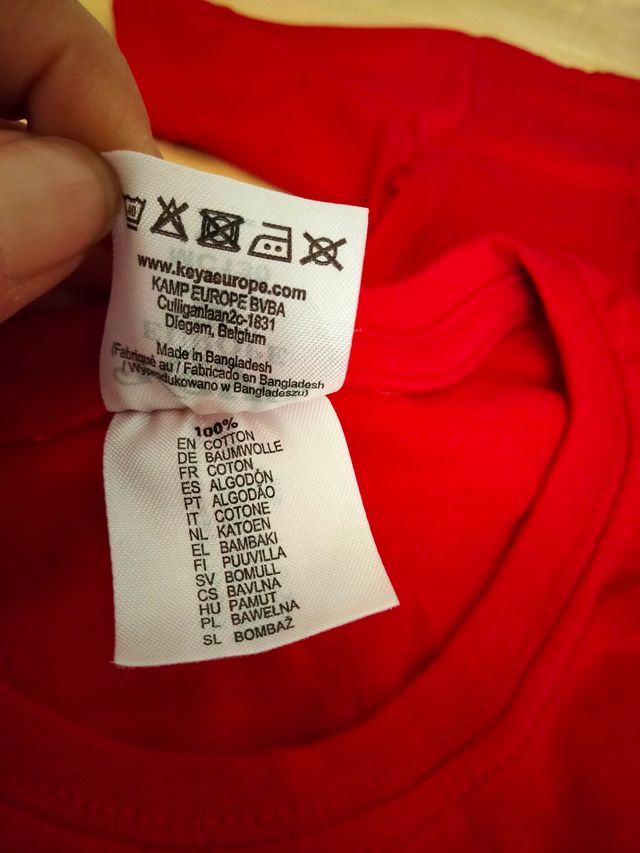 40
www.keyaeurope.com
KAMP EUROPE BVBA
Culliganlaan2c-1831
Diegem, Belgium
Made in Bangladesh
(Fabriqué au / Fabricado en Bangladesh
/ Wyprodukowano w Bangladeszu)
100%
EN COTTON
DE BAUMWOLLE
FR COTON
ES ALGODÓN
PT ALGODÃO
IT COTONE
NL KATOEN
EL BAMBAKI
FI PUUVILLA
SV BOMULL
CS BAVLNA
HU PAMUT
PL BAWEŁNA
SL BOMBAŽ